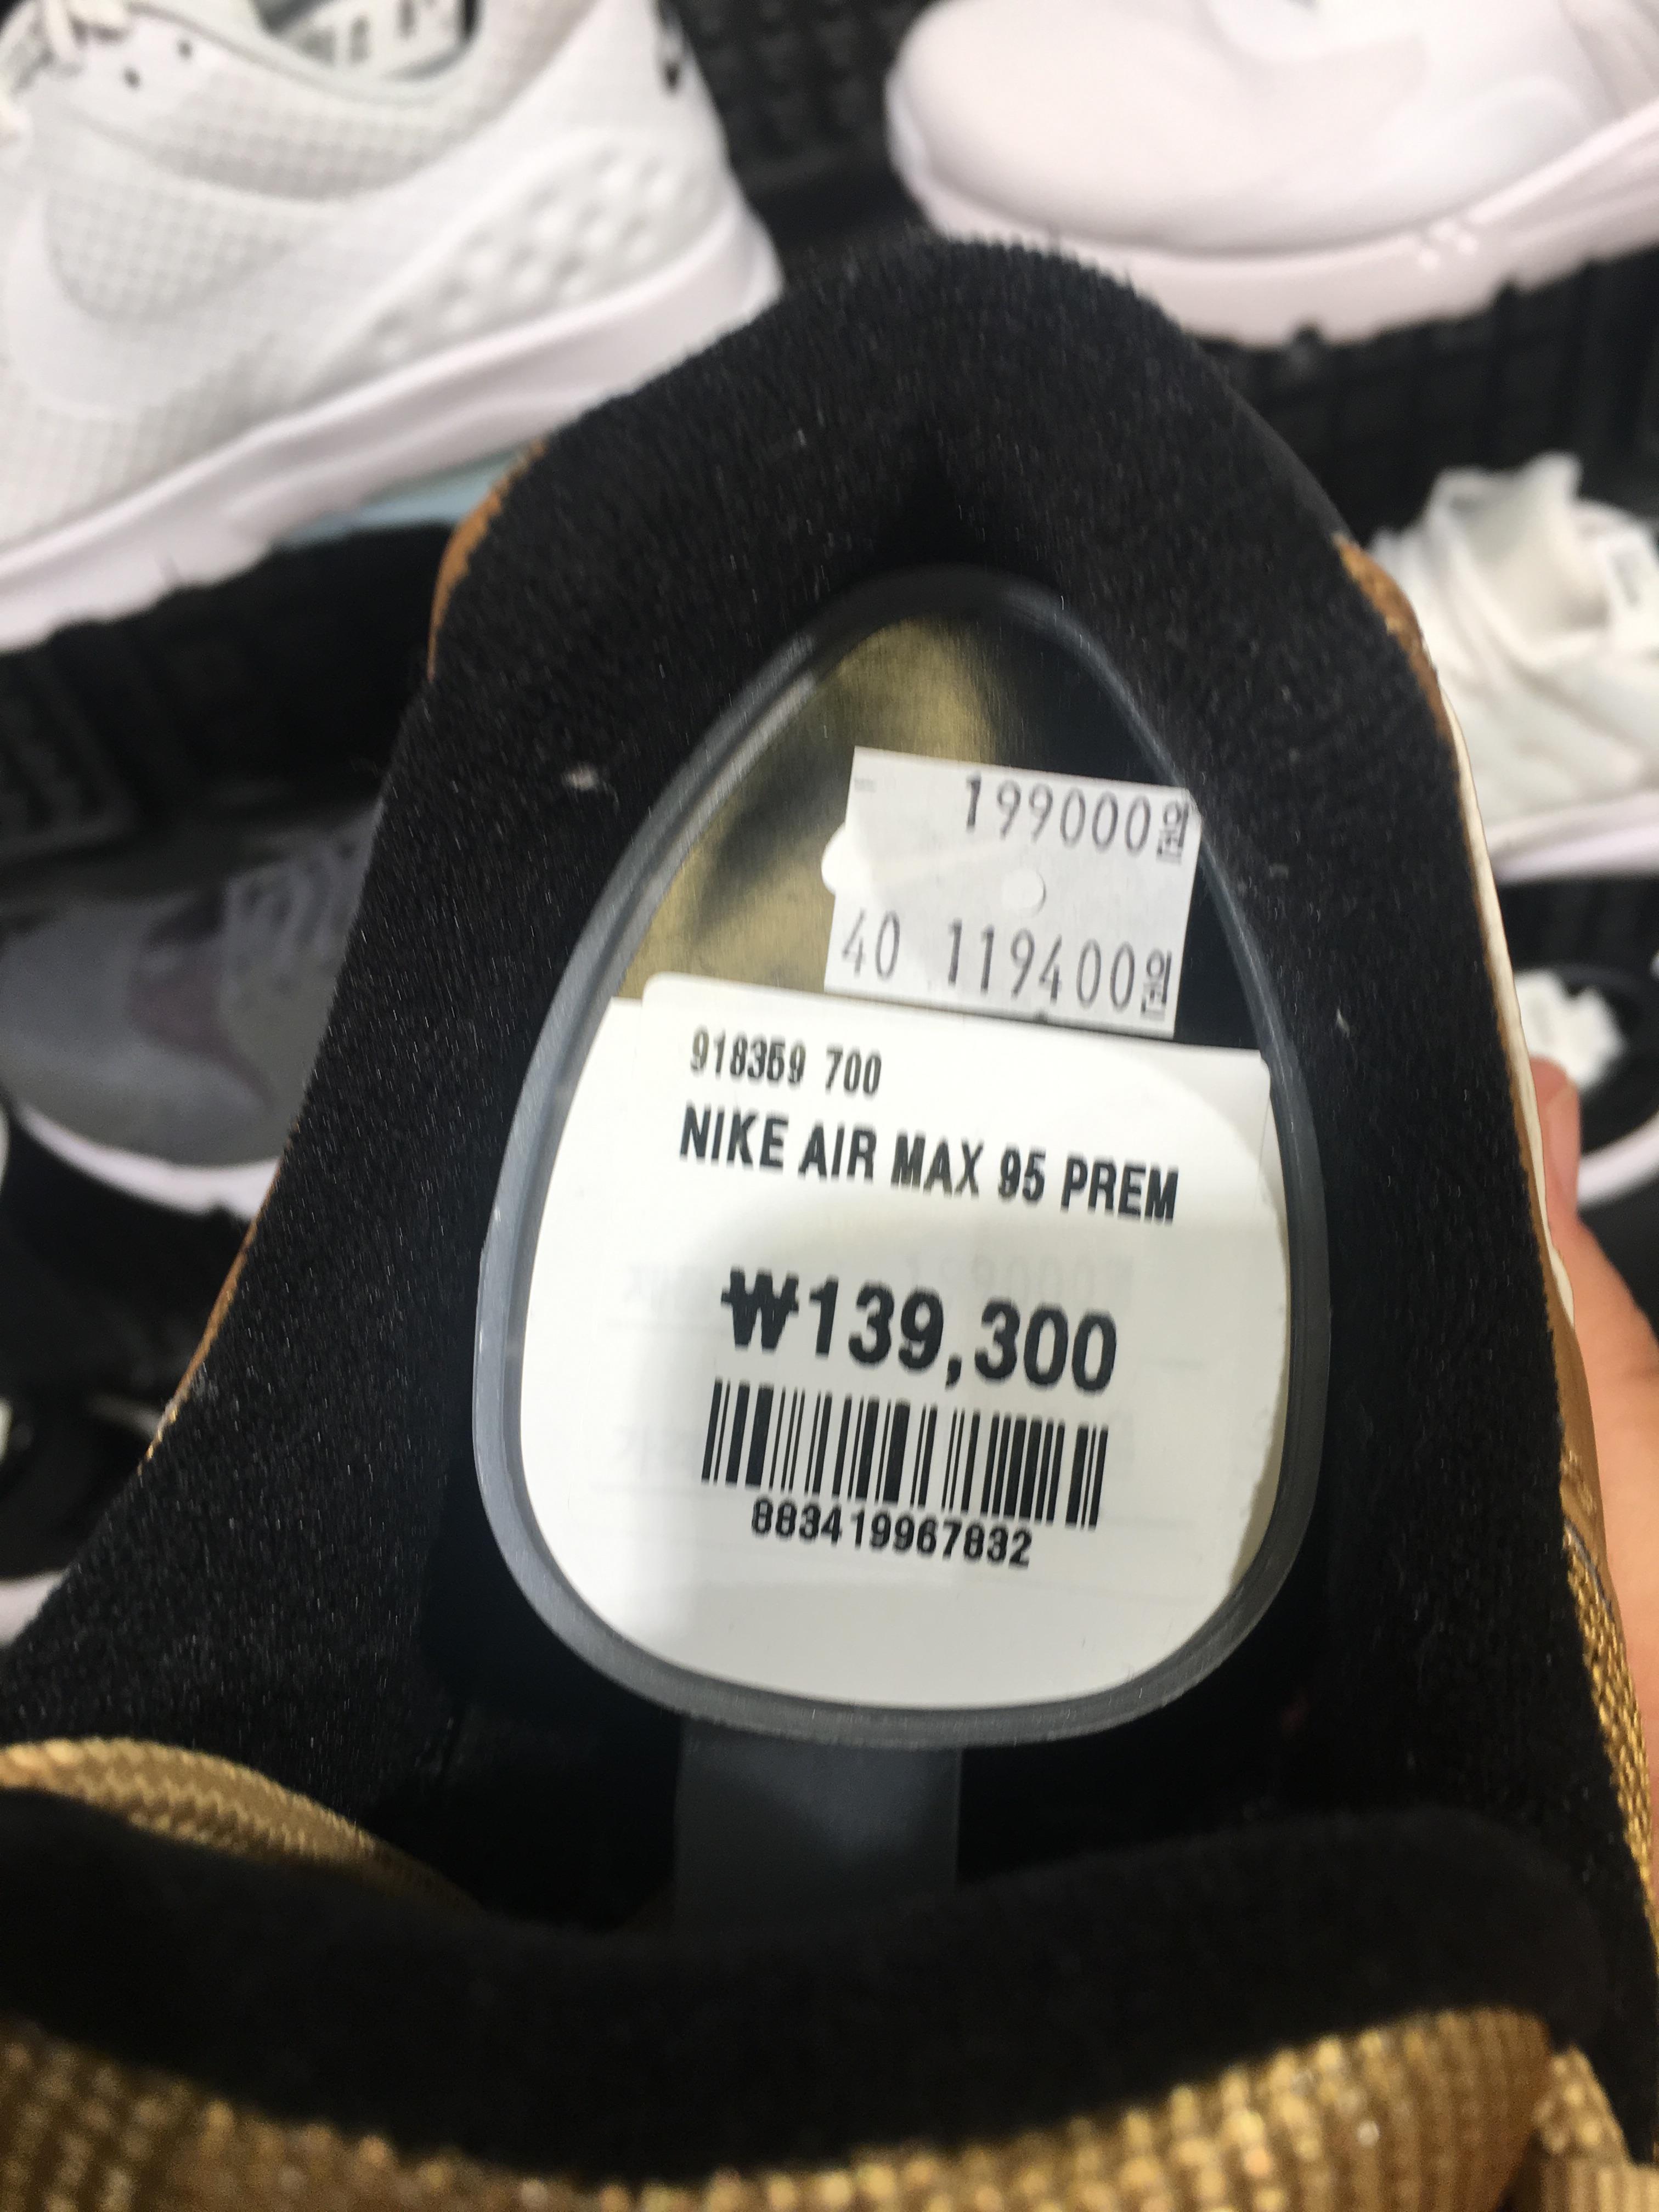 199000원
40 119400원
918359 700
NIKE AIR MAX 95 PREM
₩139,300
883419967832